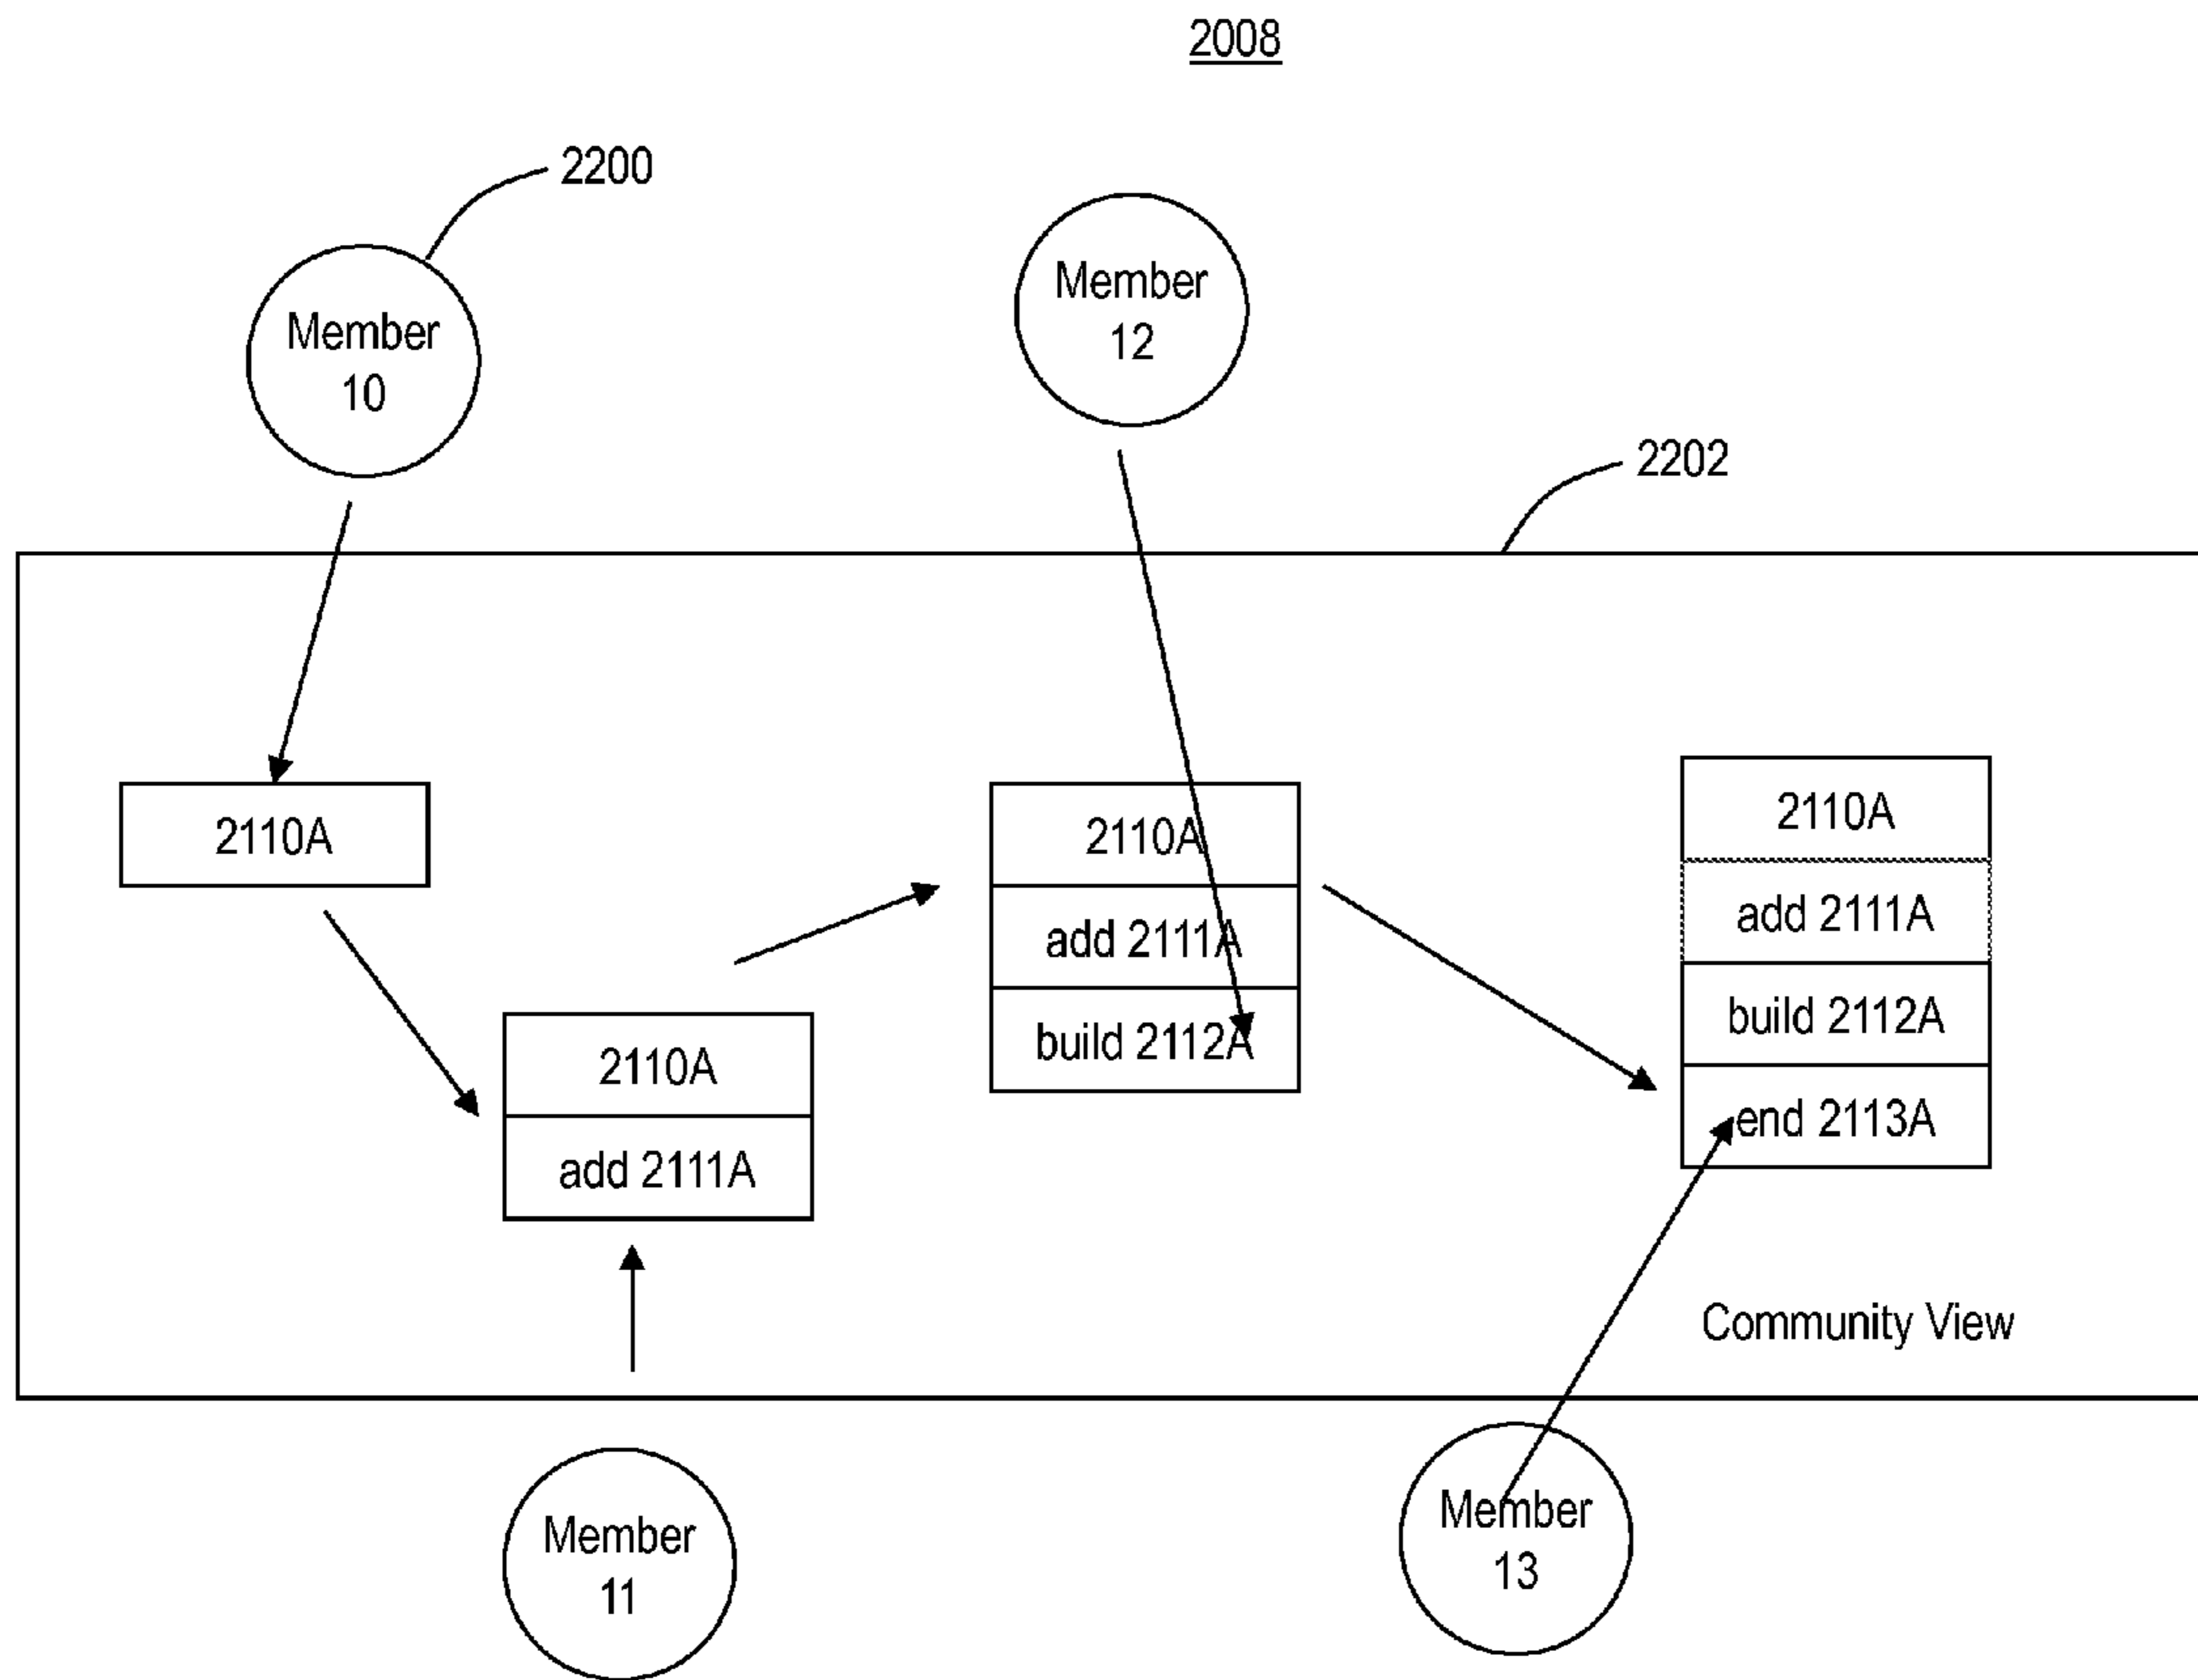 2008
2200
Member
10
Member
12
2202
2110A
2110A
add 2111A
2110A
add 2111A
build 2112A
2110A
add 2111A
build 2112A
end 2113A
Community View
Member
11
Member
13